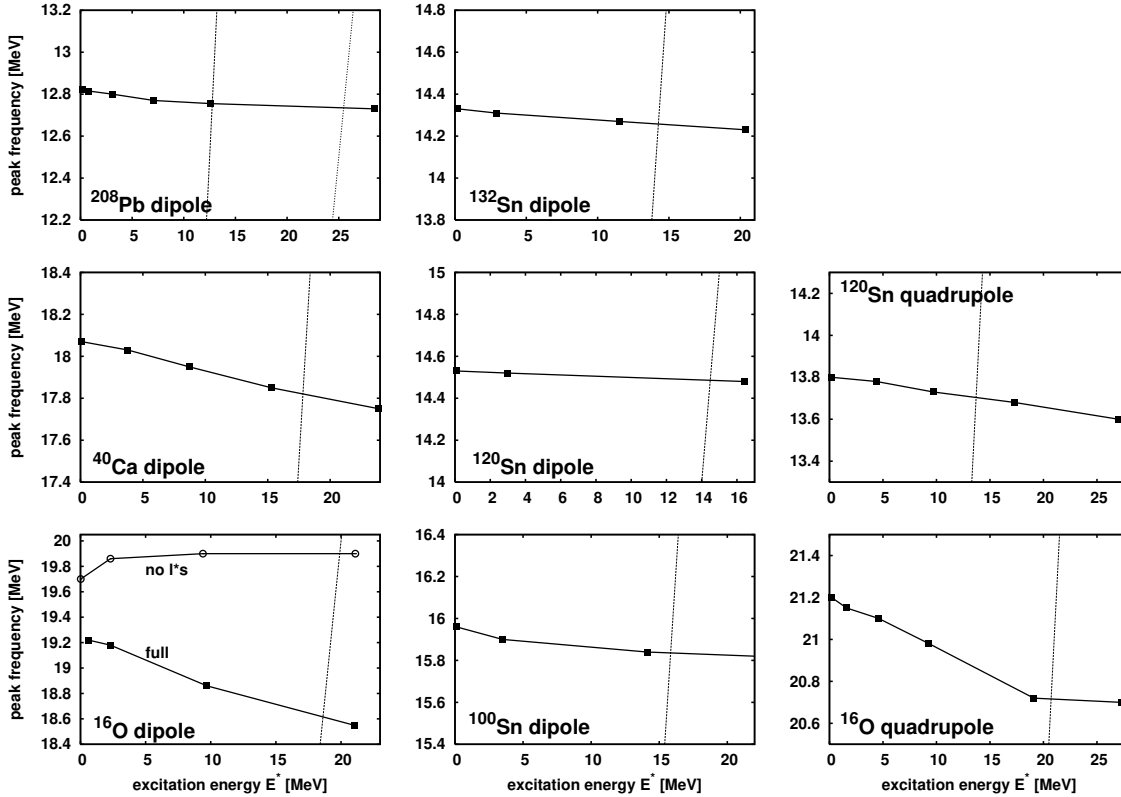 peak frequency [MeV]
13.2
13
12.8
12.6
12.4
12.2
0 5 10 15 20 25
²⁰⁸Pb dipole
14.8
14.6
14.4
14.2
14
13.8
0 5 10 15 20
¹³²Sn dipole
peak frequency [MeV]
18.4
18.2
18
17.8
17.6
17.4
0 5 10 15 20
⁴⁰Ca dipole
15
14.8
14.6
14.4
14.2
14
0 2 4 6 8 10 12 14 16
¹²⁰Sn dipole
14.2
14
13.8
13.6
13.4
0 5 10 15 20 25
¹²⁰Sn quadrupole
peak frequency [MeV]
20
19.8
19.6
19.4
19.2
19
18.8
18.6
18.4
0 5 10 15 20
no l*s
full
¹⁶O dipole
excitation energy E* [MeV]
16.4
16.2
16
15.8
15.6
15.4
0 5 10 15 20
¹⁰⁰Sn dipole
excitation energy E* [MeV]
21.4
21.2
21
20.8
20.6
0 5 10 15 20 25
¹⁶O quadrupole
excitation energy E* [MeV]